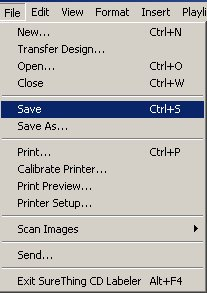 File Edit View Format Insert Playli
New... Ctrl+N
Transfer Design...
Open... Ctrl+O
Close Ctrl+W
Save Ctrl+S
Save As...
Print... Ctrl+P
Calibrate Printer...
Print Preview...
Printer Setup...
Scan Images
Send...
Exit SureThing CD Labeler Alt+F4